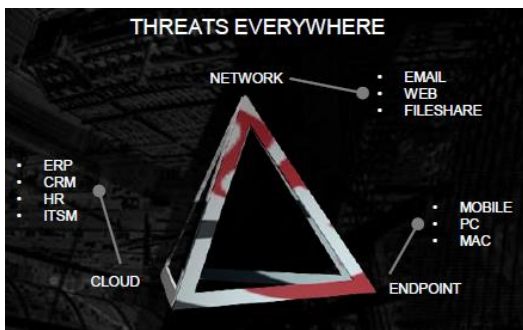 THREATS EVERYWHERE
NETWORK
• EMAIL
• WEB
• FILESHARE
• ERP
• CRM
• HR
• ITSM
CLOUD
• MOBILE
• PC
• MAC
ENDPOINT